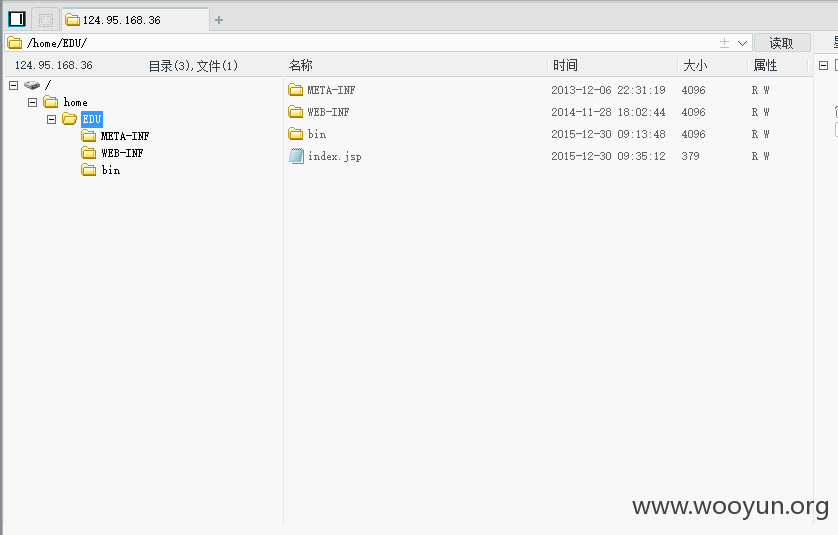 124.95.168.36
/home/EDU/
读取
124.95.168.36 目录(3),文件(1) 名称 时间 大小 属性
/
home
EDU
META-INF
WEB-INF
bin
META-INF 2013-12-06 22:31:19 4096 R W
WEB-INF 2014-11-28 18:02:44 4096 R W
bin 2015-12-30 09:13:48 4096 R W
index.jsp 2015-12-30 09:35:12 379 R W
www.wooyun.org